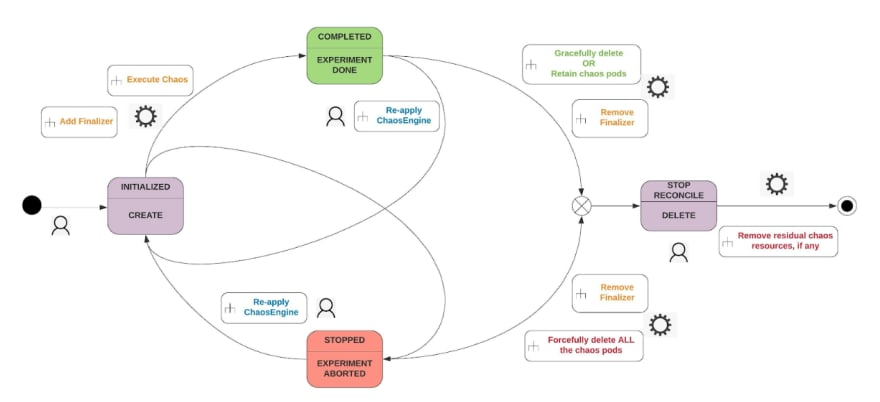 COMPLETED
EXPERIMENT
DONE
Gracefully delete
OR
Retain chaos pods
Execute Chaos
Add Finalizer
Re-apply
ChaosEngine
Remove
Finalizer
INITIALIZED
CREATE
STOP
RECONCILE
DELETE
Remove residual chaos
resources, if any
Re-apply
ChaosEngine
Remove
Finalizer
STOPPED
EXPERIMENT
ABORTED
Forcefully delete ALL
the chaos pods